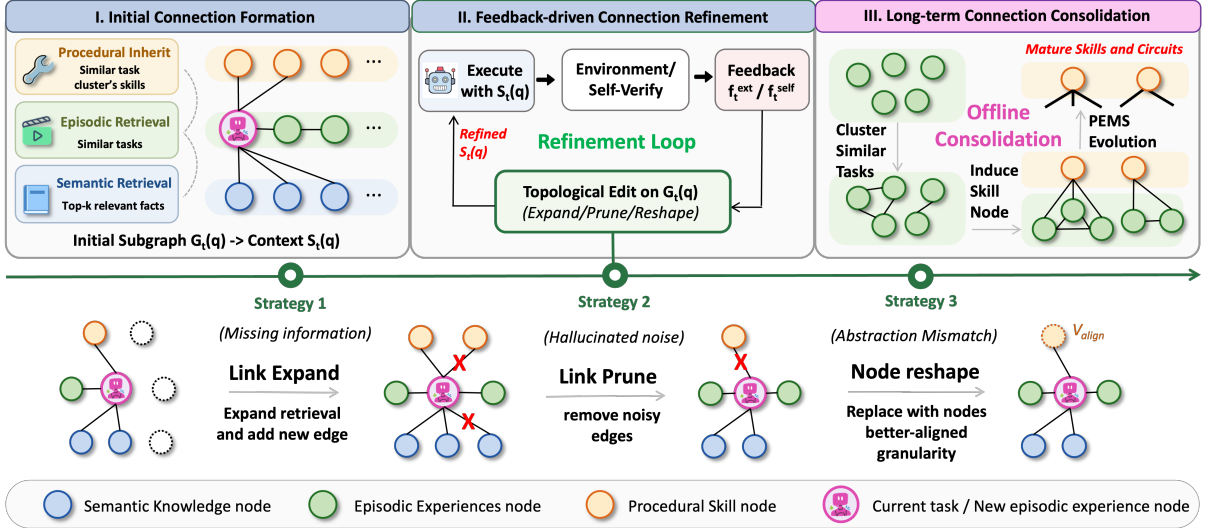 I. Initial Connection Formation
Procedural Inherit
Similar task
cluster's skills
Episodic Retrieval
Similar tasks
Semantic Retrieval
Top-k relevant facts
...
...
...
Initial Subgraph Gt(q) -> Context St(q)
II. Feedback-driven Connection Refinement
Execute
with St(q)
Environment/
Self-Verify
Feedback
ft^ext / ft^self
Refined
St(q)
Refinement Loop
Topological Edit on Gt(q)
(Expand/Prune/Reshape)
III. Long-term Connection Consolidation
Mature Skills and Circuits
Offline
Consolidation
Cluster
Similar
Tasks
PEMS
Evolution
Induce
Skill
Node
Strategy 1
(Missing information)
Link Expand
Expand retrieval
and add new edge
X
X
Strategy 2
(Hallucinated noise)
Link Prune
remove noisy
edges
X
Strategy 3
(Abstraction Mismatch)
Node reshape
Replace with nodes
better-aligned
granularity
Valign
Semantic Knowledge node
Episodic Experiences node
Procedural Skill node
Current task / New episodic experience node